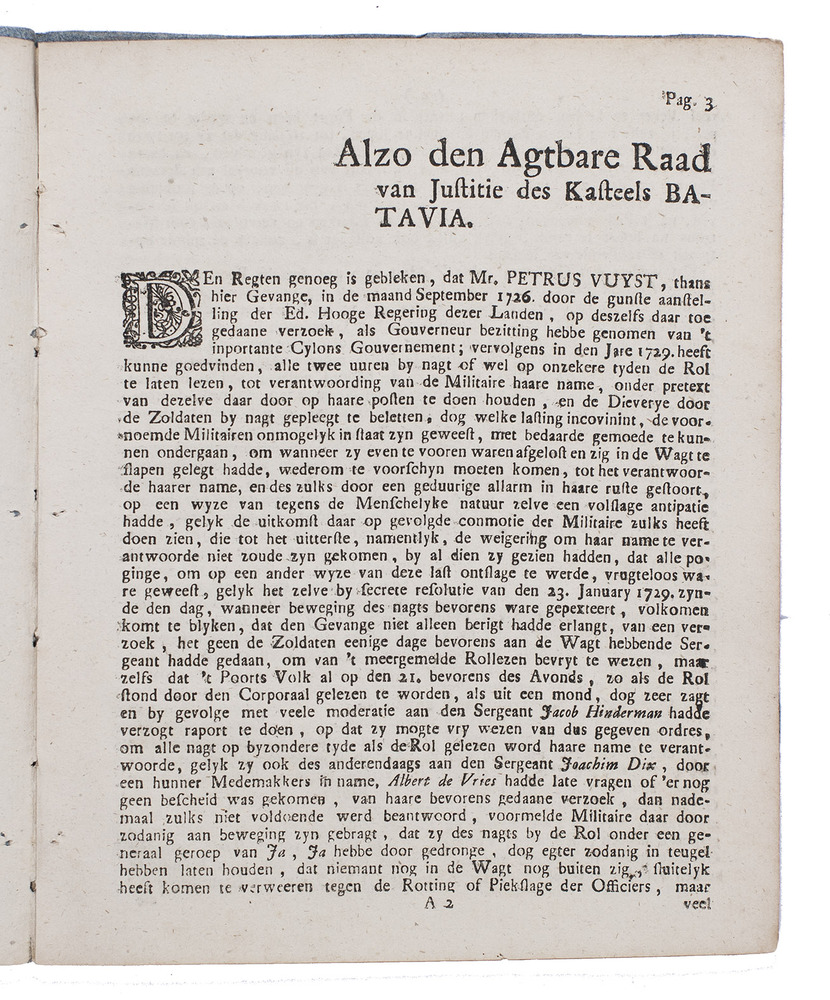 Pag. 3
Alzo den Agtbare Raad
van Juſtitie des Kaſteels BA-
TAVIA.
DEn Regten genoeg is gebleken, dat Mr. PETRUS VUYST, thans
hier Gevange, in de maand September 1726. door de gunſte aanſtel-
ling der Ed. Hooge Regering dezer Landen, op deszelfs daar toe
gedaane verzoek, als Gouverneur bezitting hebbe genomen van 't
inportante Cylons Gouvernement; vervolgens in den Jare 1729. heeft
kunne goedvinden, alle twee uuren by nagt of wel op onzekere tyden de Rol
te laten lezen, tot verantwoording van de Militaire haare name, onder pretext
van dezelve daar door op haare poſten te doen houden, en de Dieverye door
de Zoldaten by nagt gepleegt te beletten, dog welke laſting incovinint, de voor-
noemde Militairen onmogelyk in ſtaat zyn geweeſt, met bedaarde gemoede te kun-
nen ondergaan, om wanneer zy even te vooren waren afgeloſt en zig in de Wagt te
ſlapen gelegt hadde, wederom te voorſchyn moeten komen, tot het verantwoor-
de haarer name, en des zulks door een geduurige allarm in haare ruſte geſtoort,
op een wyze van tegens de Menſchelyke natuur zelve een volſlage antipatie
hadde, gelyk de uitkomſt daar op gevolgde conmotie der Militaire zulks heeft
doen zien, die tot het uitterſte, namentlyk, de weigering om haar name te ver-
antwoorde niet zoude zyn gekomen, by al dien zy gezien hadden, dat alle po-
ginge, om op een ander wyze van deze laſt ontſlage te werde, vrugteloos wa-
re geweeſt, gelyk het zelve by ſecrete reſolutie van den 23. January 1729. zyn-
de den dag, wanneer beweging des nagts bevorens ware gepexteert, volkomen
komt te blyken, dat den Gevange niet alleen berigt hadde erlangt, van een ver-
zoek, het geen de Zoldaten eenige dage bevorens aan de Wagt hebbende Ser-
geant hadde gedaan, om van 't meergemelde Rollezen bevryt te wezen, maar
zelfs dat 't Poorts Volk al op den 21. bevorens des Avonds, zo als de Rol
ſtond door den Corporaal gelezen te worden, als uit een mond, dog zeer zagt
en by gevolge met veele moderatie aan den Sergeant Jacob Hinderman hadde
verzogt raport te doen, op dat zy mogte vry wezen van dus gegeven ordres,
om alle nagt op byzondere tyde als de Rol gelezen word haare name te verant-
woorde, gelyk zy ook des anderendaags aan den Sergeant Joachim Dix, door
een hunner Medemakkers in name, Albert de Vries hadde late vragen of 'er nog
geen beſcheid was gekomen, van haare bevorens gedaane verzoek, dan nade-
maal zulks niet voldoende werd beantwoord, voormelde Militaire daar door
zodanig aan beweging zyn gebragt, dat zy des nagts by de Rol onder een ge-
neraal geroep van Ja, Ja hebbe door gedronge, dog egter zodanig in teugel
hebben laten houden, dat niemant nog in de Wagt nog buiten zig, ſluitelyk
heeft komen te verweeren tegen de Rotting of Piekſlage der Officiers, maar
A 2
veel